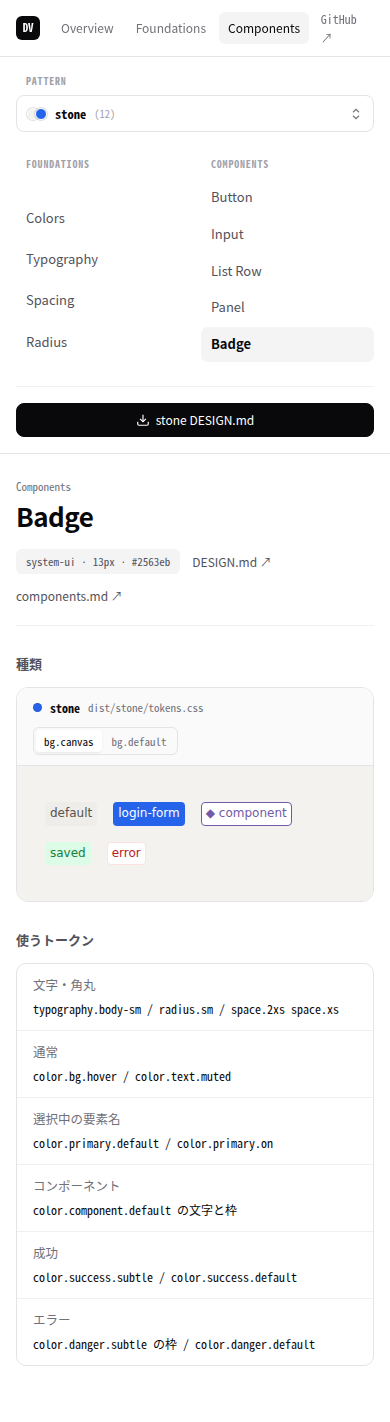 DV Overview Foundations Components GitHub ↗
PATTERN
stone (12)
FOUNDATIONS
Colors
Typography
Spacing
Radius
COMPONENTS
Button
Input
List Row
Panel
Badge
stone DESIGN.md
Components
Badge
system-ui · 13px · #2563eb DESIGN.md ↗
components.md ↗
種類
stone dist/stone/tokens.css
bg.canvas bg.default
default login-form ◆ component
saved error
使うトークン
文字・角丸
typography.body-sm / radius.sm / space.2xs space.xs
通常
color.bg.hover / color.text.muted
選択中の要素名
color.primary.default / color.primary.on
コンポーネント
color.component.default の文字と枠
成功
color.success.subtle / color.success.default
エラー
color.danger.subtle の枠 / color.danger.default